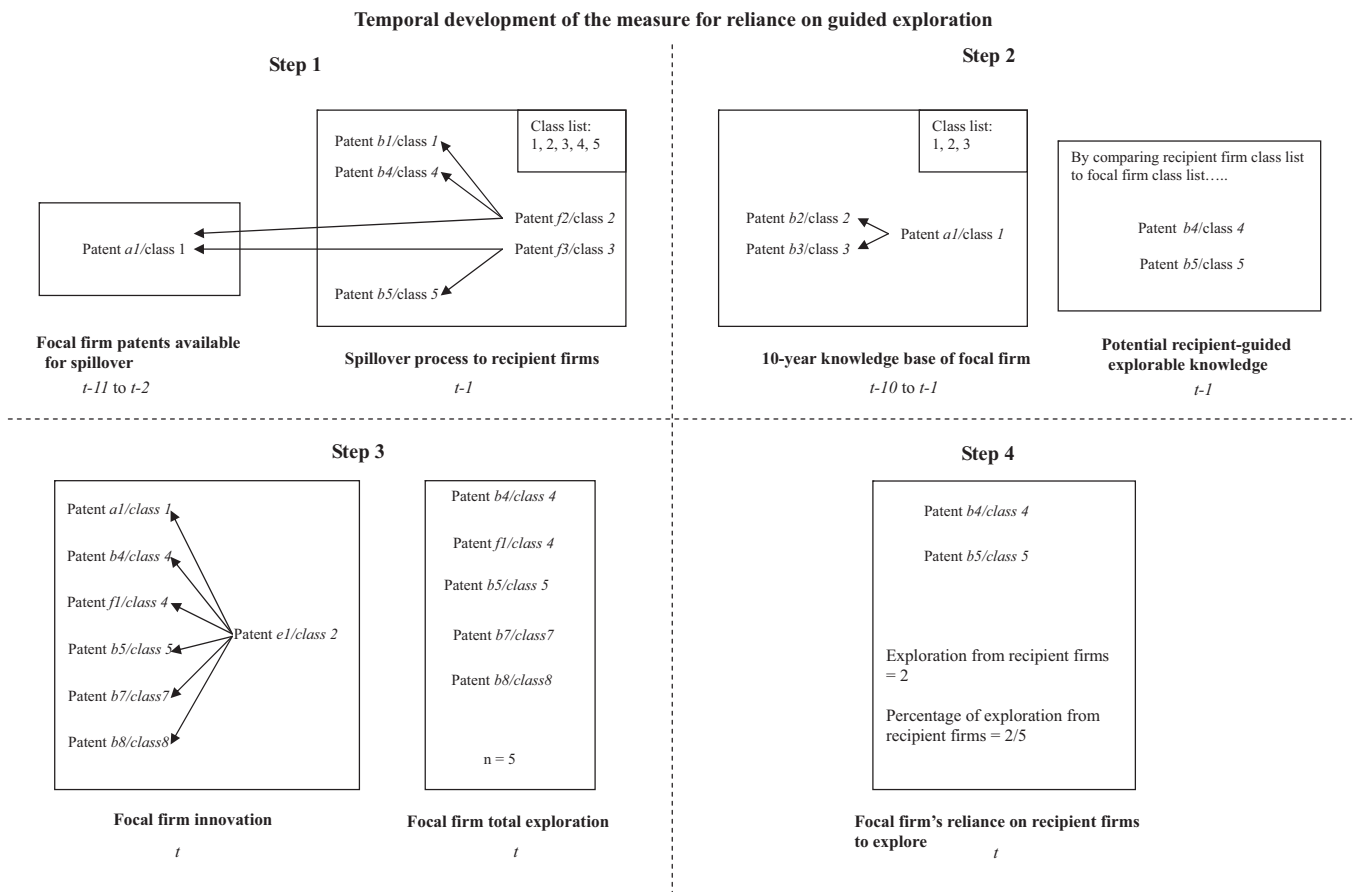 Temporal development of the measure for reliance on guided exploration
Step 1
Class list:
1, 2, 3, 4, 5
Patent b1/class 1
Patent b4/class 4
Patent f2/class 2
Patent a1/class 1
Patent f3/class 3
Patent b5/class 5
Focal firm patents available
for spillover
t-11 to t-2
Spillover process to recipient firms
t-1
Step 2
Class list:
1, 2, 3
Patent b2/class 2
Patent a1/class 1
Patent b3/class 3
By comparing recipient firm class list
to focal firm class list…..
Patent b4/class 4
Patent b5/class 5
10-year knowledge base of focal firm
t-10 to t-1
Potential recipient-guided
explorable knowledge
t-1
Step 3
Patent a1/class 1
Patent b4/class 4
Patent f1/class 4
Patent e1/class 2
Patent b5/class 5
Patent b7/class7
Patent b8/class8
Patent b4/class 4
Patent f1/class 4
Patent b5/class 5
Patent b7/class7
Patent b8/class8
n = 5
Focal firm innovation
t
Focal firm total exploration
t
Step 4
Patent b4/class 4
Patent b5/class 5
Exploration from recipient firms
= 2
Percentage of exploration from
recipient firms = 2/5
Focal firm’s reliance on recipient firms
to explore
t